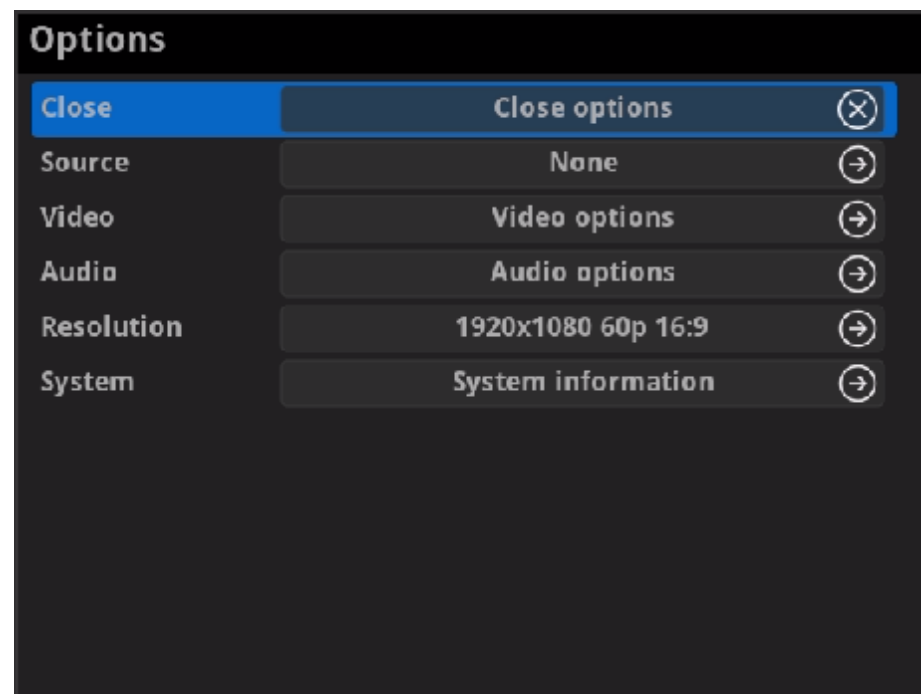 Options
Close Close options
Source None
Video Video options
Audio Audio options
Resolution 1920x1080 60p 16:9
System System information